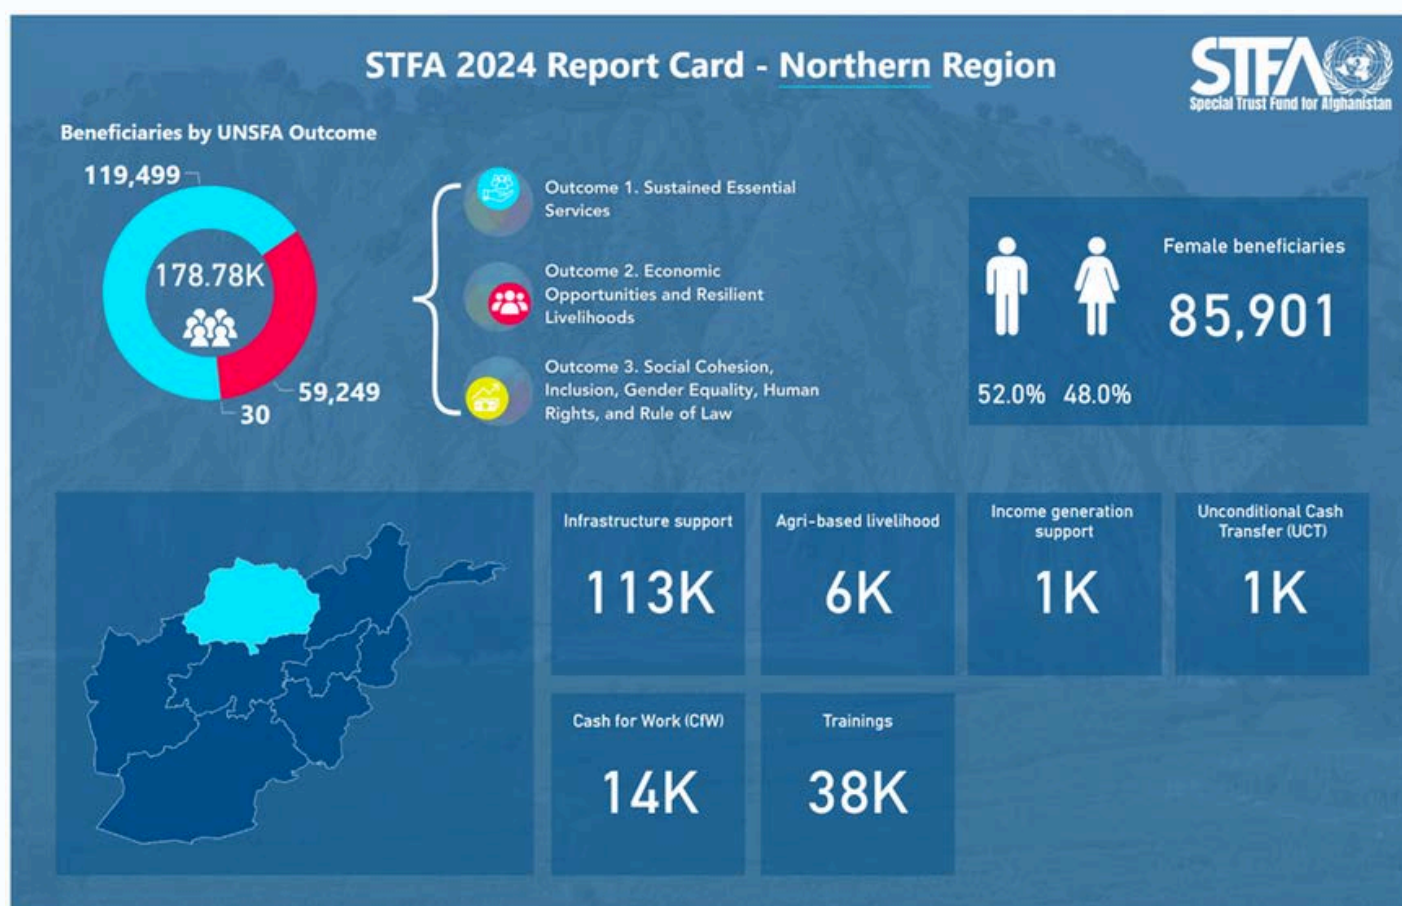 STFA 2024 Report Card - Northern Region
STFA
Special Trust Fund for Afghanistan
Beneficiaries by UNSFA Outcome
119,499
178.78K
59,249
30
Outcome 1. Sustained Essential
Services
Outcome 2. Economic
Opportunities and Resilient
Livelihoods
Outcome 3. Social Cohesion,
Inclusion, Gender Equality, Human
Rights, and Rule of Law
Female beneficiaries
85,901
52.0% 48.0%
Infrastructure support
113K
Agri-based livelihood
6K
Income generation
support
1K
Unconditional Cash
Transfer (UCT)
1K
Cash for Work (CfW)
14K
Trainings
38K